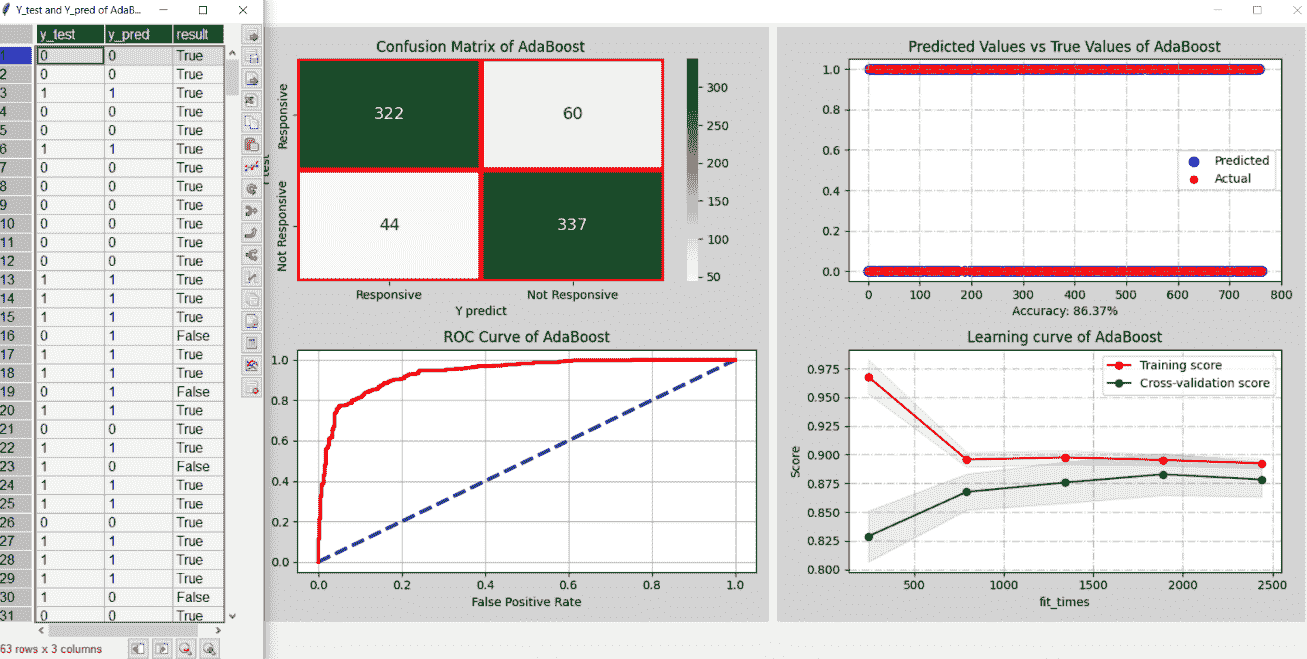 Y_test and Y_pred of AdaB...
y_test y_pred result
1 0 0 True
2 0 0 True
3 1 1 True
4 0 0 True
5 0 0 True
6 1 1 True
7 0 0 True
8 0 0 True
9 0 0 True
10 0 0 True
11 0 0 True
12 0 0 True
13 1 1 True
14 1 1 True
15 1 1 True
16 0 1 False
17 1 1 True
18 1 1 True
19 0 1 False
20 1 1 True
21 0 0 True
22 1 1 True
23 1 0 False
24 1 1 True
25 1 1 True
26 0 0 True
27 1 1 True
28 1 1 True
29 1 1 True
30 1 0 False
31 0 0 True
63 rows x 3 columns
Confusion Matrix of AdaBoost
Responsive
Not Responsive
322 60
44 337
Responsive Not Responsive
Y predict
300
250
200
150
100
50
Predicted Values vs True Values of AdaBoost
1.0
0.8
0.6
0.4
0.2
0.0
Predicted
Actual
0 100 200 300 400 500 600 700 800
Accuracy: 86.37%
ROC Curve of AdaBoost
1.0
0.8
0.6
0.4
0.2
0.0
0.0 0.2 0.4 0.6 0.8 1.0
False Positive Rate
Learning curve of AdaBoost
Training score
Cross-validation score
Score
0.975
0.950
0.925
0.900
0.875
0.850
0.825
0.800
500 1000 1500 2000 2500
fit_times